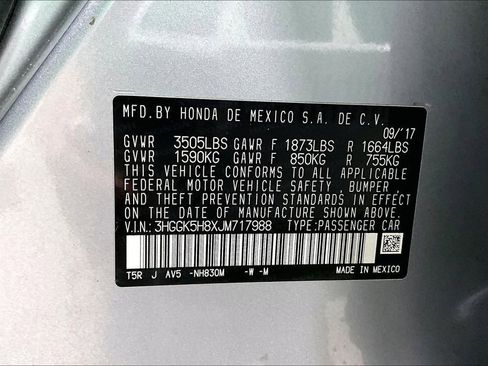 MFD.BY HONDA DE MEXICO S.A. DE C.V.
09/'17
GVWR 3505LBS GAWR F 1873LBS R 1664LBS
GVWR 1590KG GAWR F 850KG R 755KG
THIS VEHICLE CONFORMS TO ALL APPLICABLE
FEDERAL MOTOR VEHICLE SAFETY, BUMPER,
AND THEFT PREVENTION STANDARDS IN EFFECT
ON THE DATE OF MANUFACTURE SHOWN ABOVE.
V.I.N.: 3HGGK5H8XJM717988 TYPE:PASSENGER CAR
T5R J AV5 -NH830M -W -M
MADE IN MEXICO